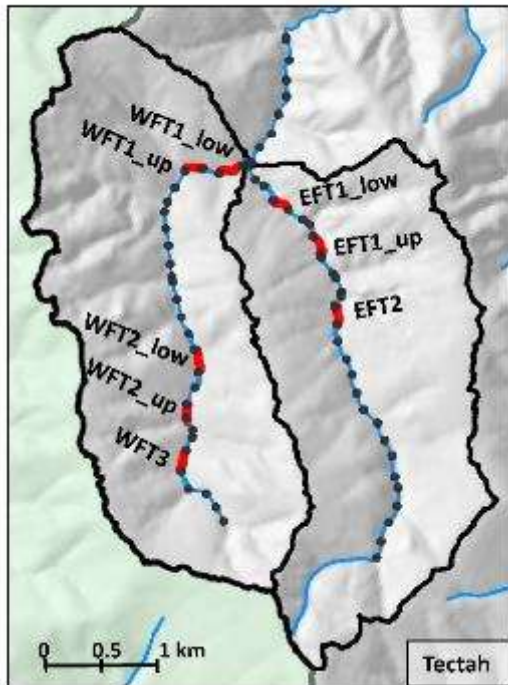 WFT1_low
WFT1_up
EFT1_low
EFT1_up
EFT2
WFT2_low
WFT2_up
WFT3
0 0.5 1 km
Tectah